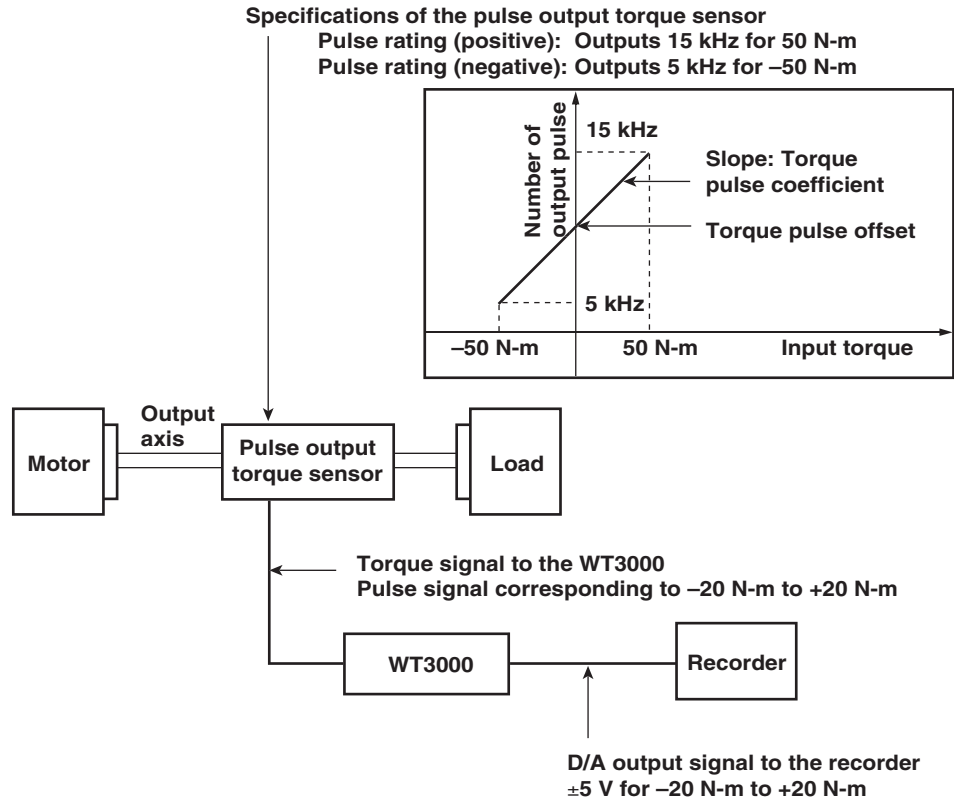 Specifications of the pulse output torque sensor
Pulse rating (positive): Outputs 15 kHz for 50 N-m
Pulse rating (negative): Outputs 5 kHz for –50 N-m
Number of
output pulse
15 kHz
Slope: Torque
pulse coefficient
Torque pulse offset
5 kHz
–50 N-m
50 N-m
Input torque
Output
axis
Motor
Pulse output
torque sensor
Load
Torque signal to the WT3000
Pulse signal corresponding to –20 N-m to +20 N-m
WT3000
Recorder
D/A output signal to the recorder
±5 V for –20 N-m to +20 N-m